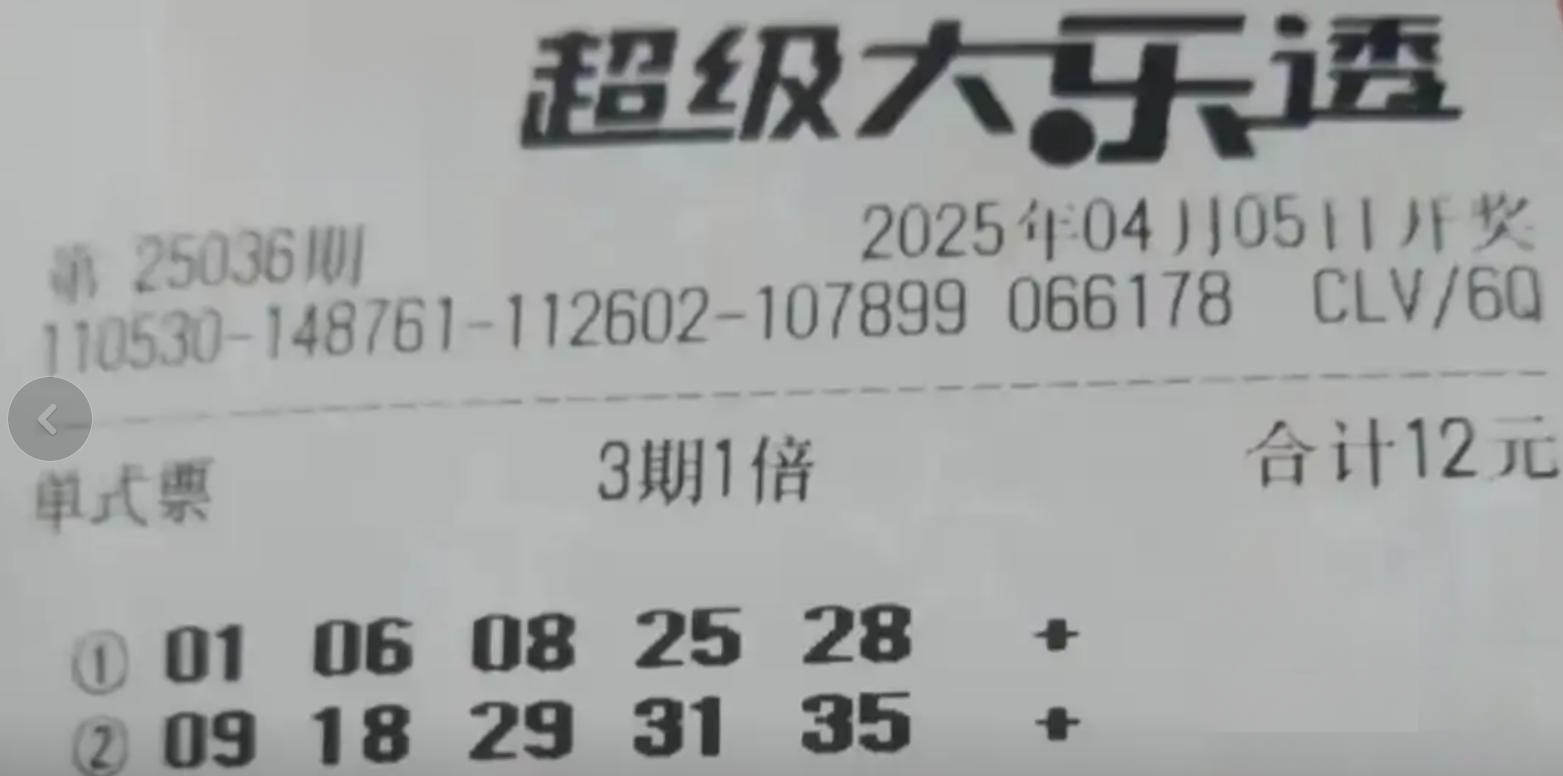 超级大乐透
第 25036期 2025年04月05日开奖
110530-148761-112602-107899 066178 CLV/6Q
单式票 3期1倍 合计12元
① 01 06 08 25 28 +
② 09 18 29 31 35 +